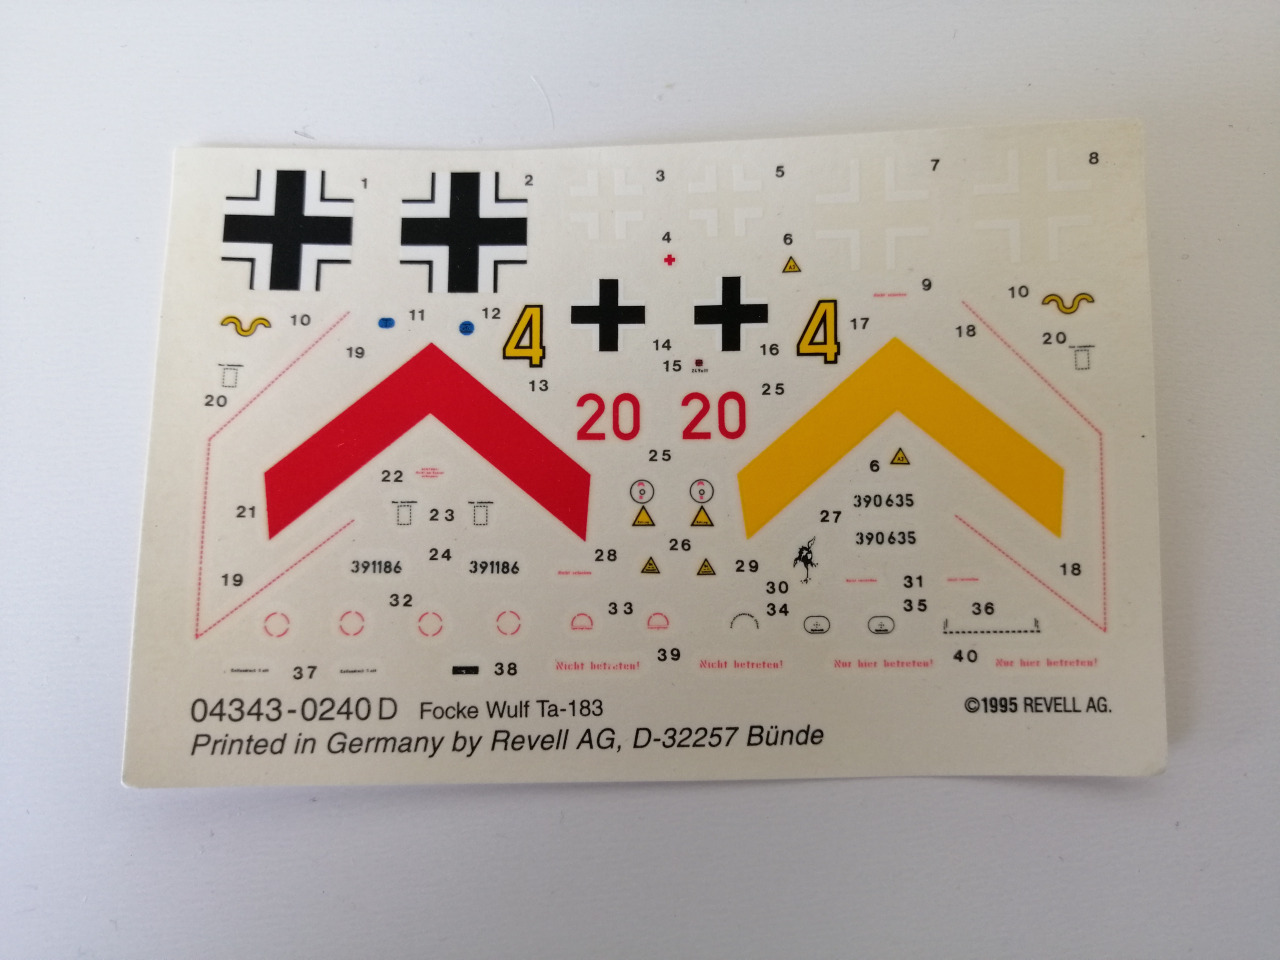 1 2 3 5 7 8
4 6
9 10
10 11 12 4 4 17 18 20
19 14 16
15
20 13 25
20 20
25
22 6
21 23 27 390635
24 28 26 390635
391186 391186 29
19 30 31 18
32 33 34 35 36
37 38 Nicht betreten! 39 Nicht betreten! Nur hier betreten! 40 Nur hier betreten!
04343-0240 D Focke Wulf Ta-183 ©1995 REVELL AG.
Printed in Germany by Revell AG, D-32257 Bünde